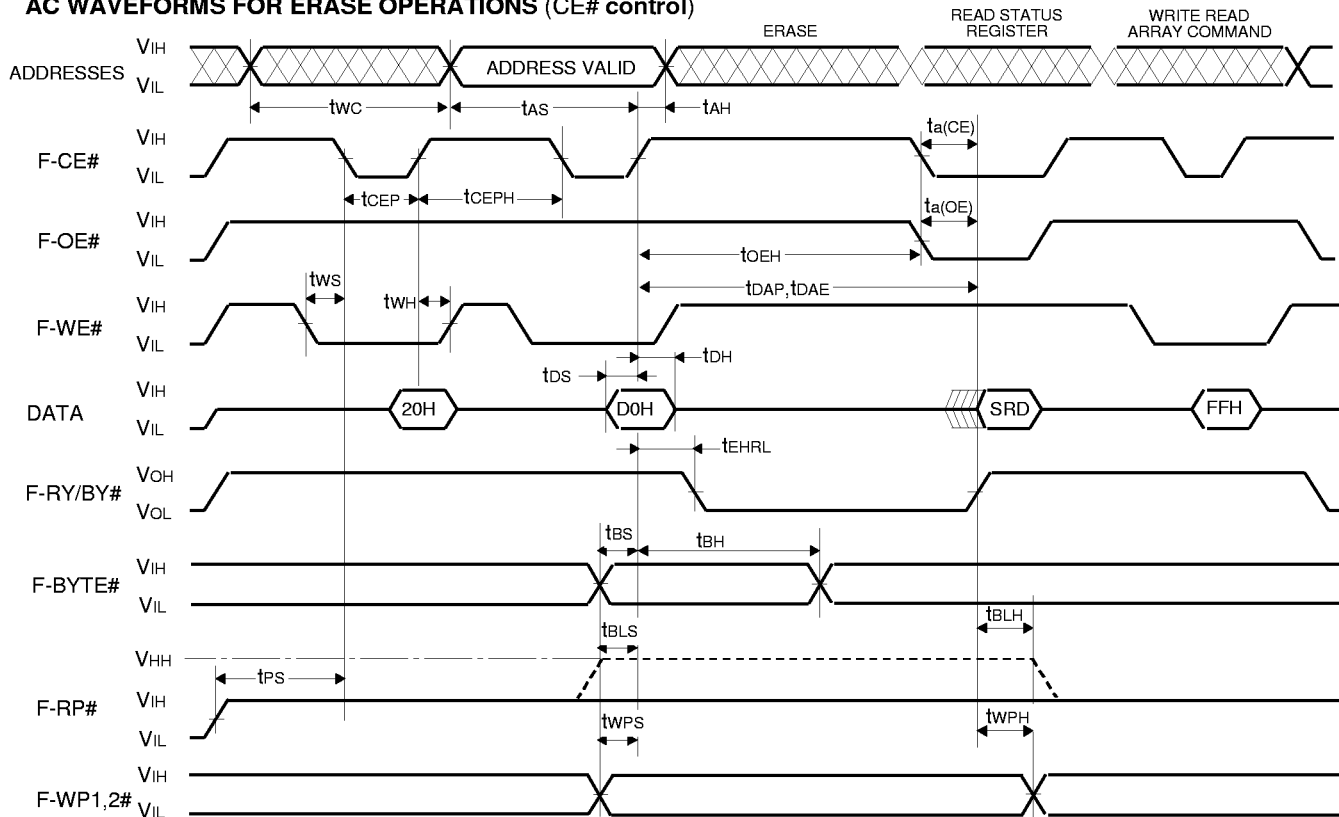 AC WAVEFORMS FOR ERASE OPERATIONS (CE# control)
ERASE
READ STATUS
REGISTER
WRITE READ
ARRAY COMMAND
ADDRESSES
VIH
VIL
ADDRESS VALID
tWC
tAS
tAH
F-CE#
VIH
VIL
ta(CE)
tCEP
tCEPH
F-OE#
VIH
VIL
ta(OE)
tOEH
tWS
tWH
tDAP,tDAE
F-WE#
VIH
VIL
tDH
tDS
DATA
VIH
VIL
20H
D0H
SRD
FFH
tEHRL
F-RY/BY#
VOH
VOL
tBS
tBH
F-BYTE#
VIH
VIL
tBLH
tBLS
VHH
tPS
F-RP#
VIH
VIL
tWPS
tWPH
F-WP1,2#
VIH
VIL